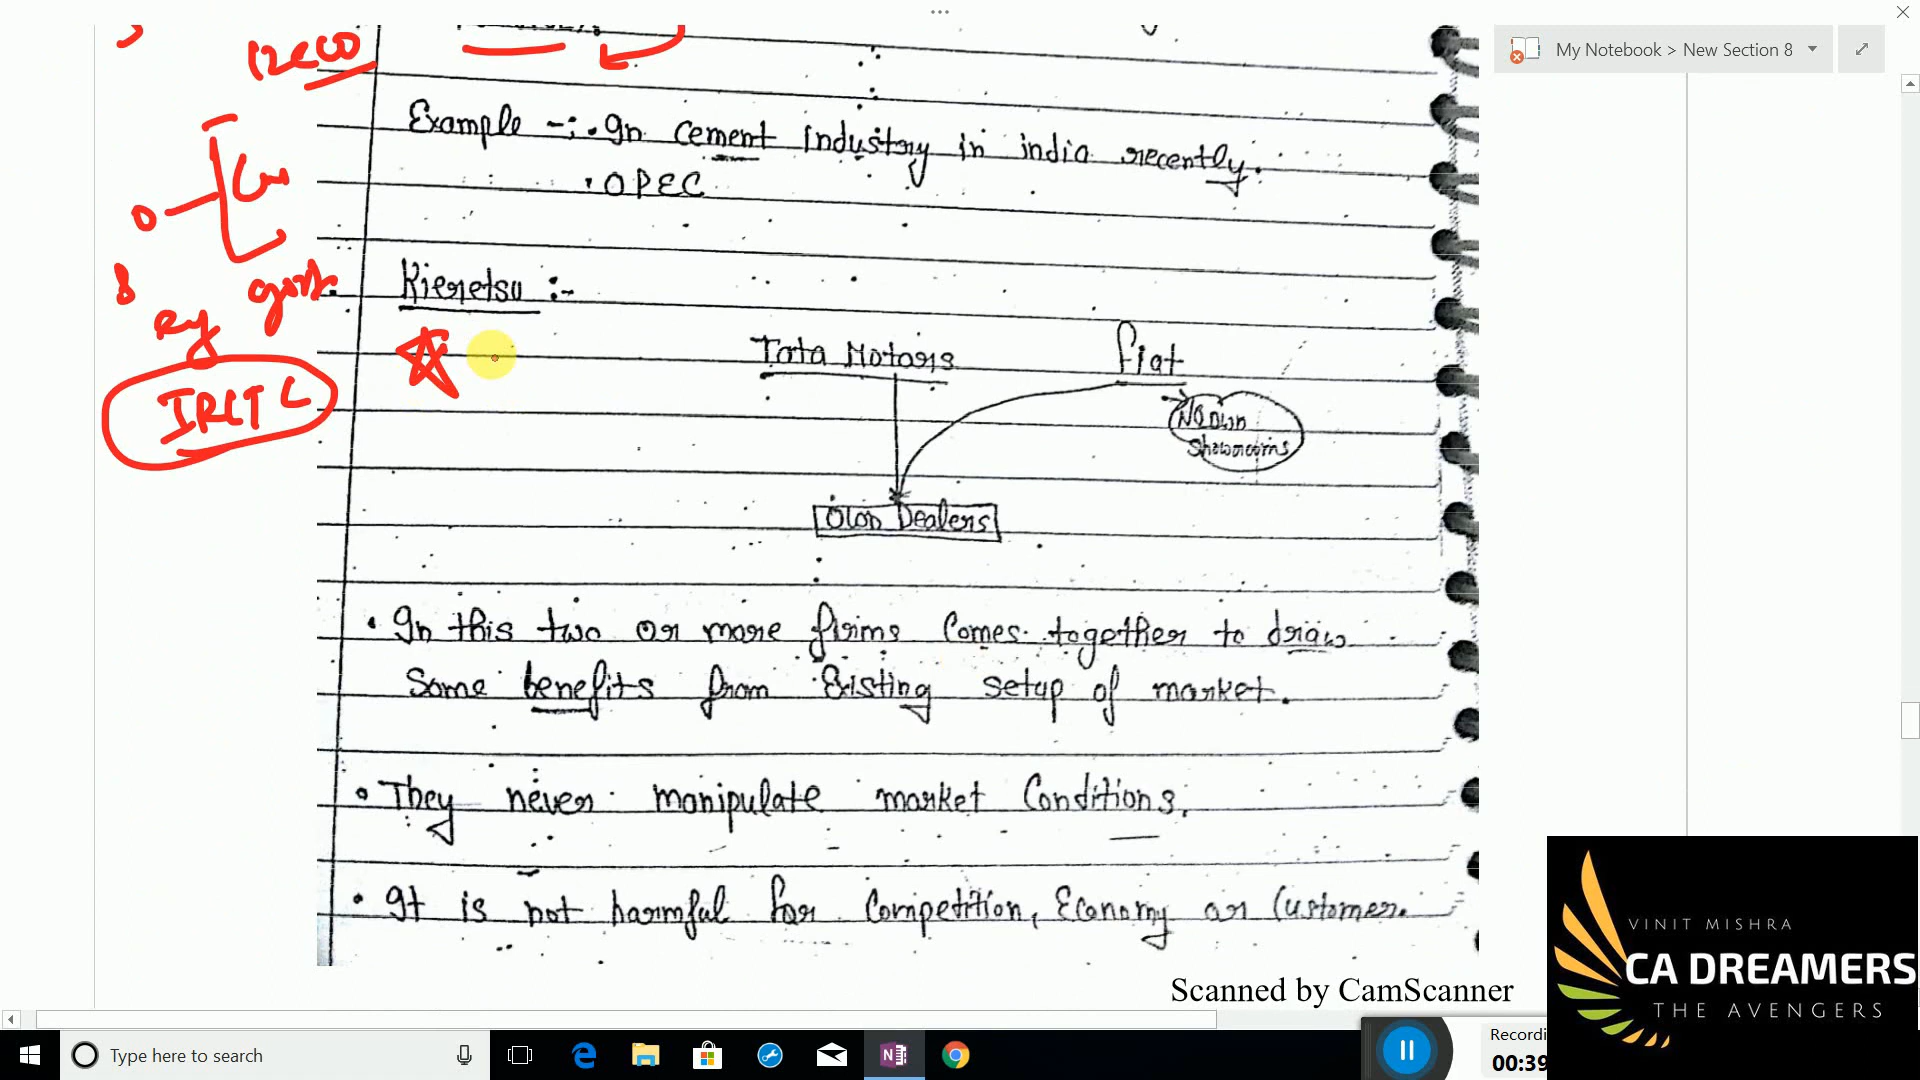 My Notebook > New Section 8
Example -: • In cement industry in india recently.
• OPEC
Kieretsu :-
Tata Motors
fiat
No own
showrooms
Own Dealers
IRCTC
• In this two or more firms comes together to draw
Some benefits from Existing setup of market.
• They never manipulate market Conditions.
• It is not harmful for Competition, Economy or Customer.
Scanned by CamScanner
VINIT MISHRA
CA DREAMERS
THE AVENGERS
Type here to search
Recordi
00:39